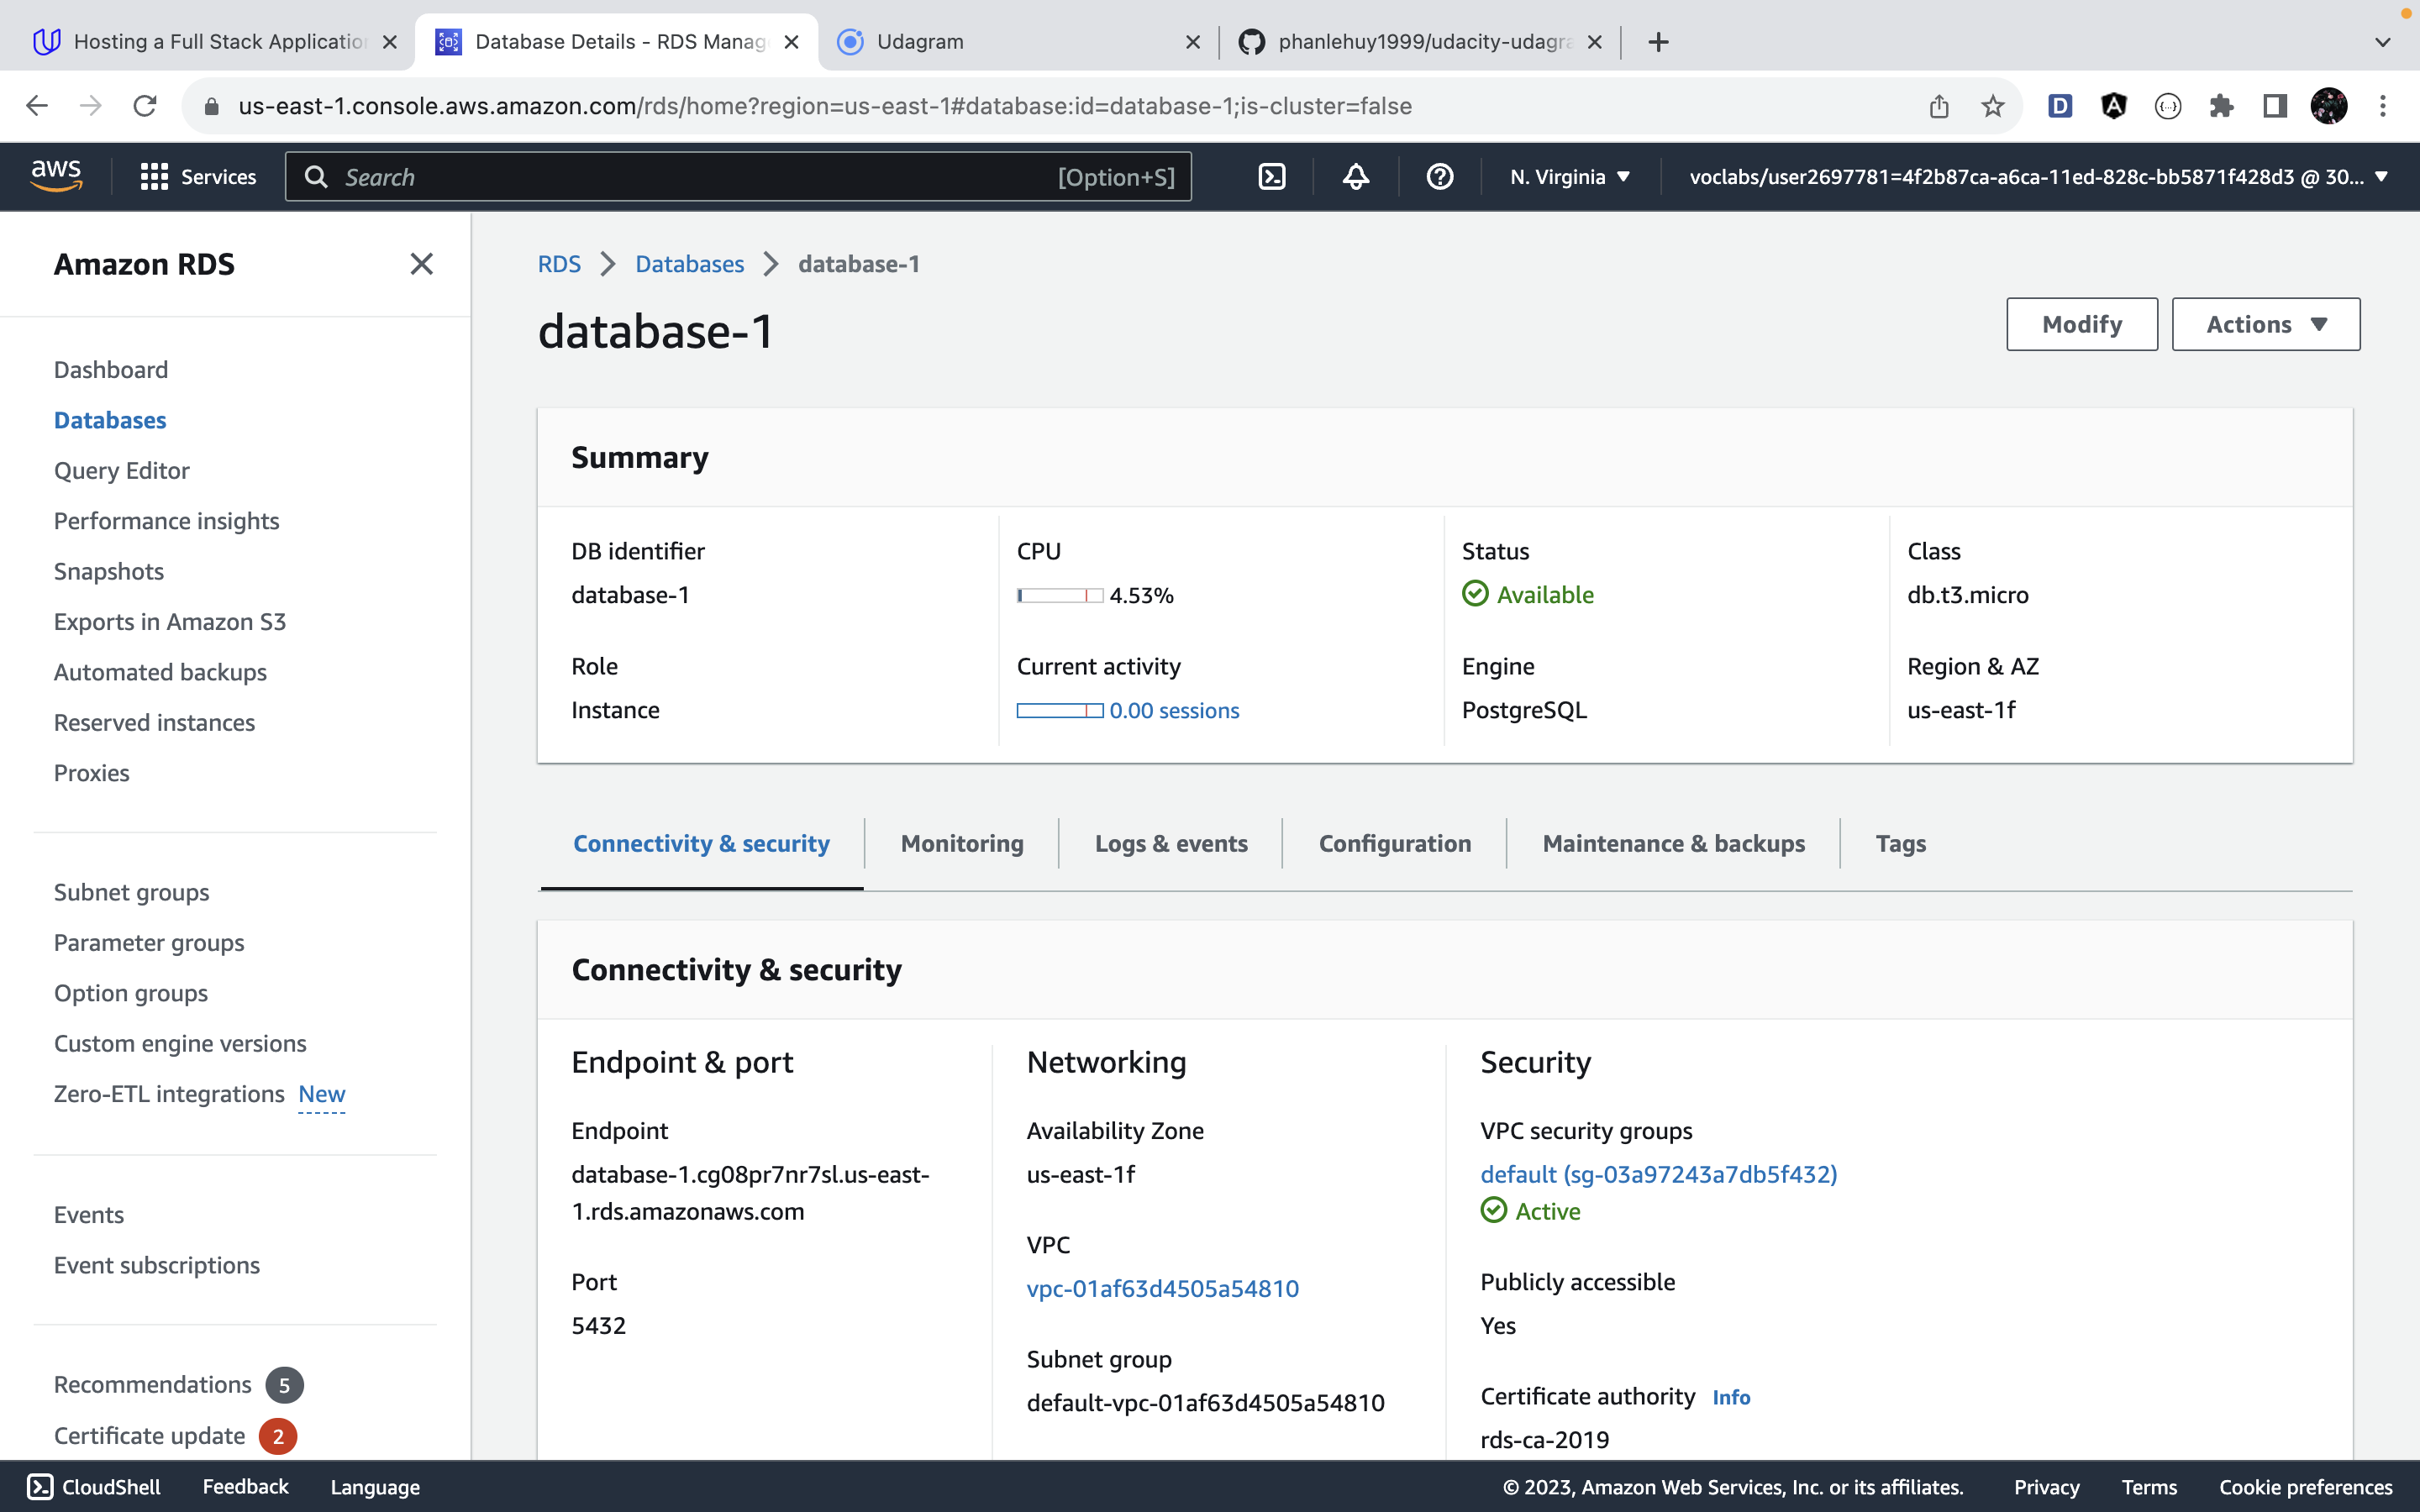 Hosting a Full Stack Application
Database Details - RDS Manag
Udagram
phanlehuy1999/udacity-udagra
us-east-1.console.aws.amazon.com/rds/home?region=us-east-1#database:id=database-1;is-cluster=false
aws
Services
Search
[Option+S]
N. Virginia
voclabs/user2697781=4f2b87ca-a6ca-11ed-828c-bb5871f428d3 @ 30...
Amazon RDS
Dashboard
Databases
Query Editor
Performance insights
Snapshots
Exports in Amazon S3
Automated backups
Reserved instances
Proxies
Subnet groups
Parameter groups
Option groups
Custom engine versions
Zero-ETL integrations New
Events
Event subscriptions
Recommendations 5
Certificate update 2
RDS > Databases > database-1
database-1
Modify
Actions
Summary
DB identifier
database-1
CPU
4.53%
Status
Available
Class
db.t3.micro
Role
Instance
Current activity
0.00 sessions
Engine
PostgreSQL
Region & AZ
us-east-1f
Connectivity & security
Monitoring
Logs & events
Configuration
Maintenance & backups
Tags
Connectivity & security
Endpoint & port
Endpoint
database-1.cg08pr7nr7sl.us-east-
1.rds.amazonaws.com
Port
5432
Networking
Availability Zone
us-east-1f
VPC
vpc-01af63d4505a54810
Subnet group
default-vpc-01af63d4505a54810
Security
VPC security groups
default (sg-03a97243a7db5f432)
Active
Publicly accessible
Yes
Certificate authority Info
rds-ca-2019
CloudShell
Feedback
Language
© 2023, Amazon Web Services, Inc. or its affiliates.
Privacy
Terms
Cookie preferences